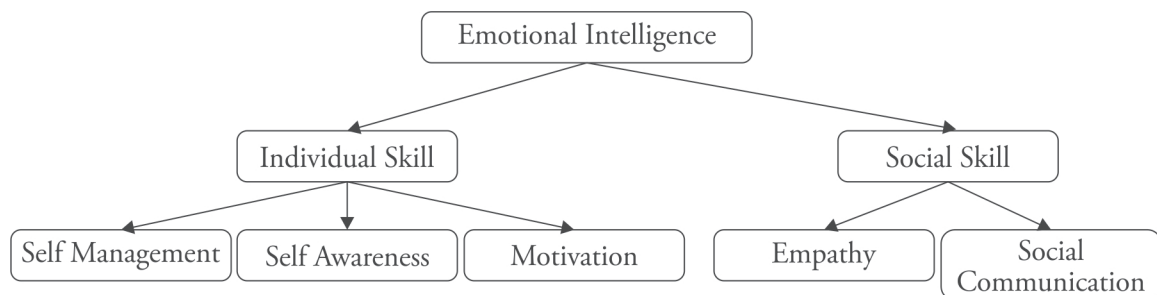 Emotional Intelligence
Individual Skill
Social Skill
Self Management
Self Awareness
Motivation
Empathy
Social
Communication